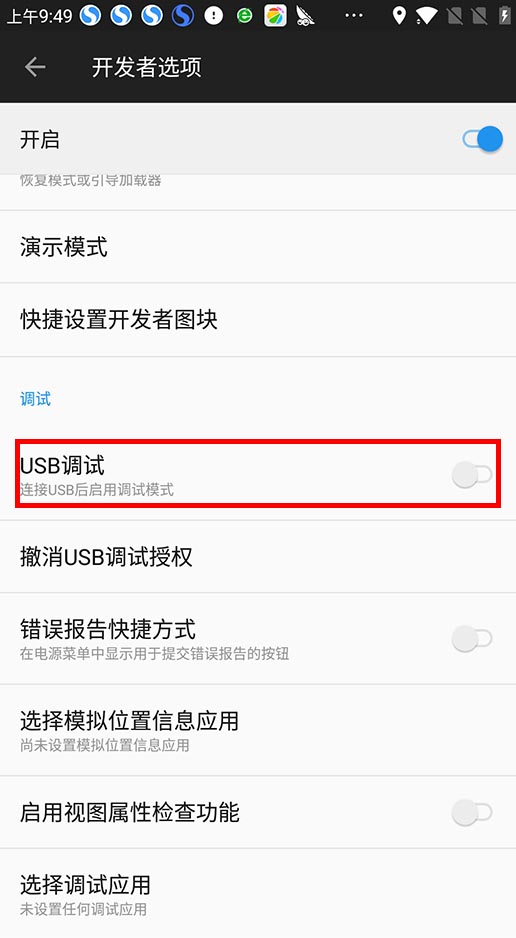 上午9:49
开发者选项
开启
恢复模式或引导加载器
演示模式
快捷设置开发者图块
调试
USB调试
连接USB后启用调试模式
撤消USB调试授权
错误报告快捷方式
在电源菜单中显示用于提交错误报告的按钮
选择模拟位置信息应用
尚未设置模拟位置信息应用
启用视图属性检查功能
选择调试应用
未设置任何调试应用